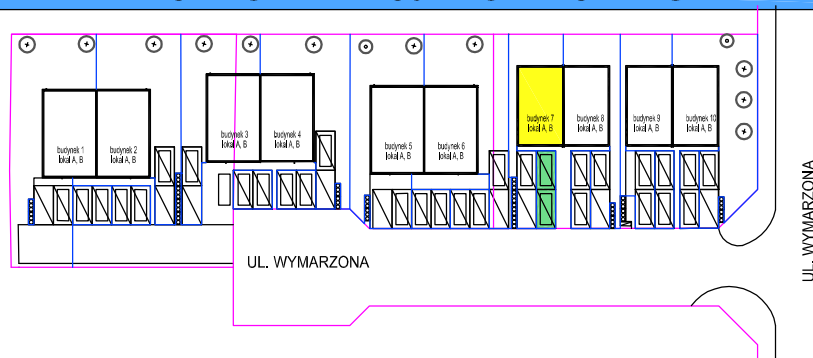 budynek 1
lokal A, B
budynek 2
lokal A, B
budynek 3
lokal A, B
budynek 4
lokal A, B
budynek 5
lokal A, B
budynek 6
lokal A, B
budynek 7
lokal A, B
budynek 8
lokal A, B
budynek 9
lokal A, B
budynek 10
lokal A, B
UL. WYMARZONA
UL. WYMARZONA